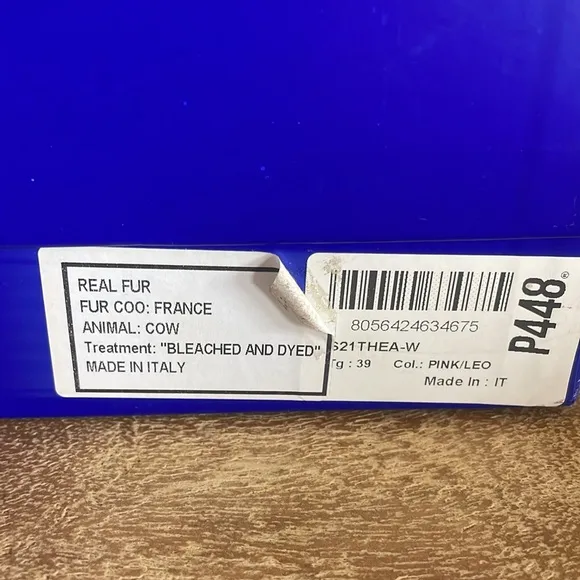 REAL FUR
FUR COO: FRANCE
ANIMAL: COW
Treatment: "BLEACHED AND DYED"
MADE IN ITALY
8056424634675
S21THEA-W
Tg : 39 Col.: PINK/LEO
Made In : IT
P448®